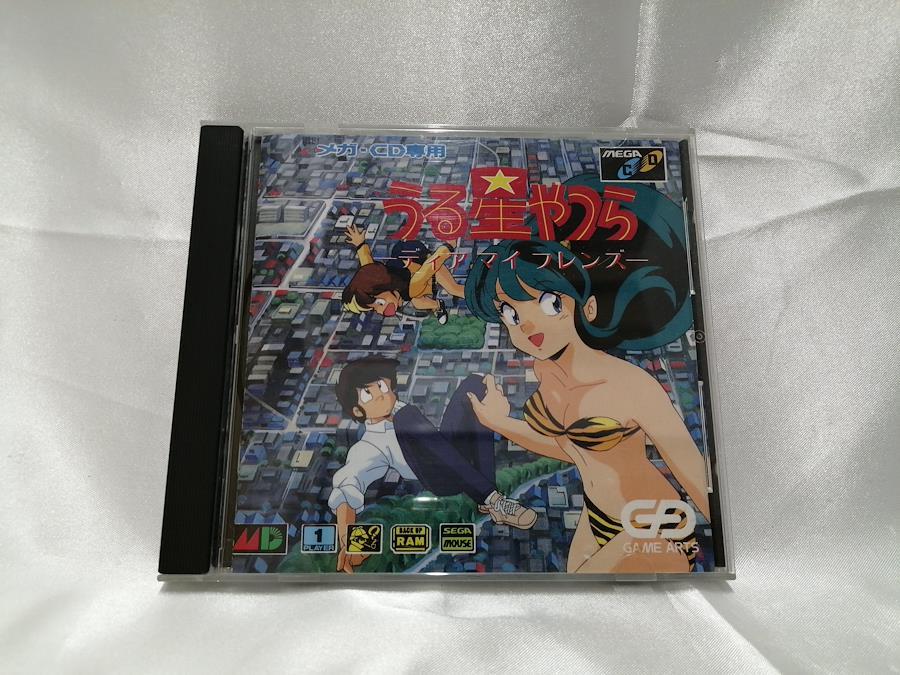 メガ・CD専用
MEGA CD
うる星やつら
ーディア マイ フレンズー
MD
1
PLAYER
BACK UP
RAM
SEGA
MOUSE
GAME ARTS